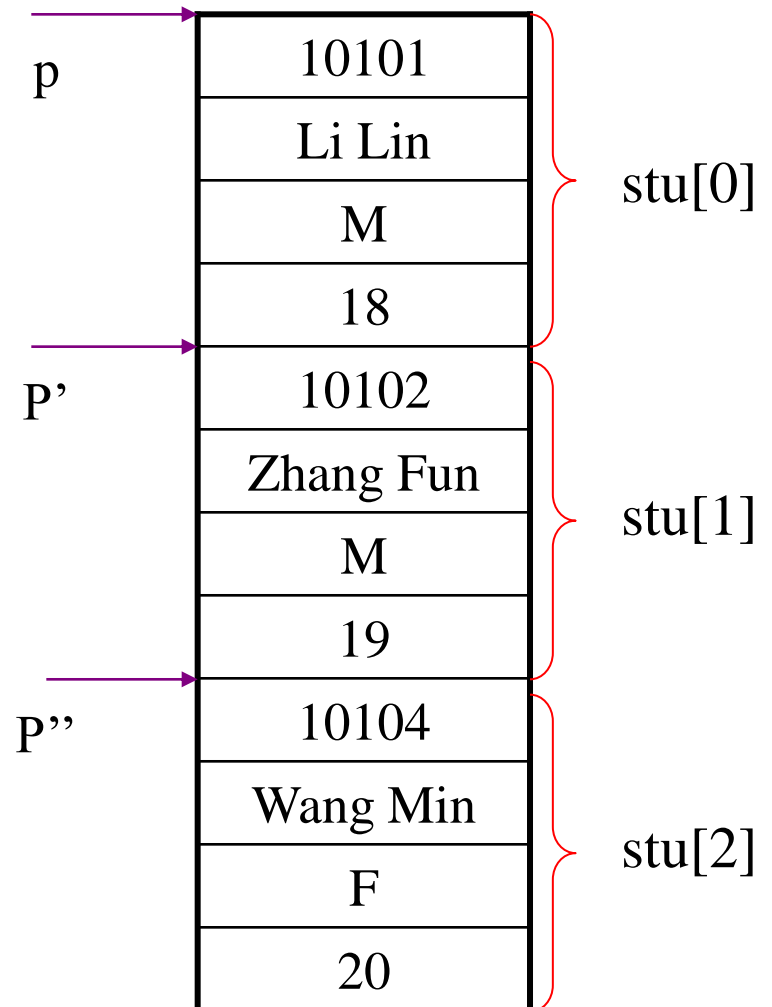 p
10101
Li Lin
M
18
stu[0]
P’
10102
Zhang Fun
M
19
stu[1]
P’’
10104
Wang Min
F
20
stu[2]